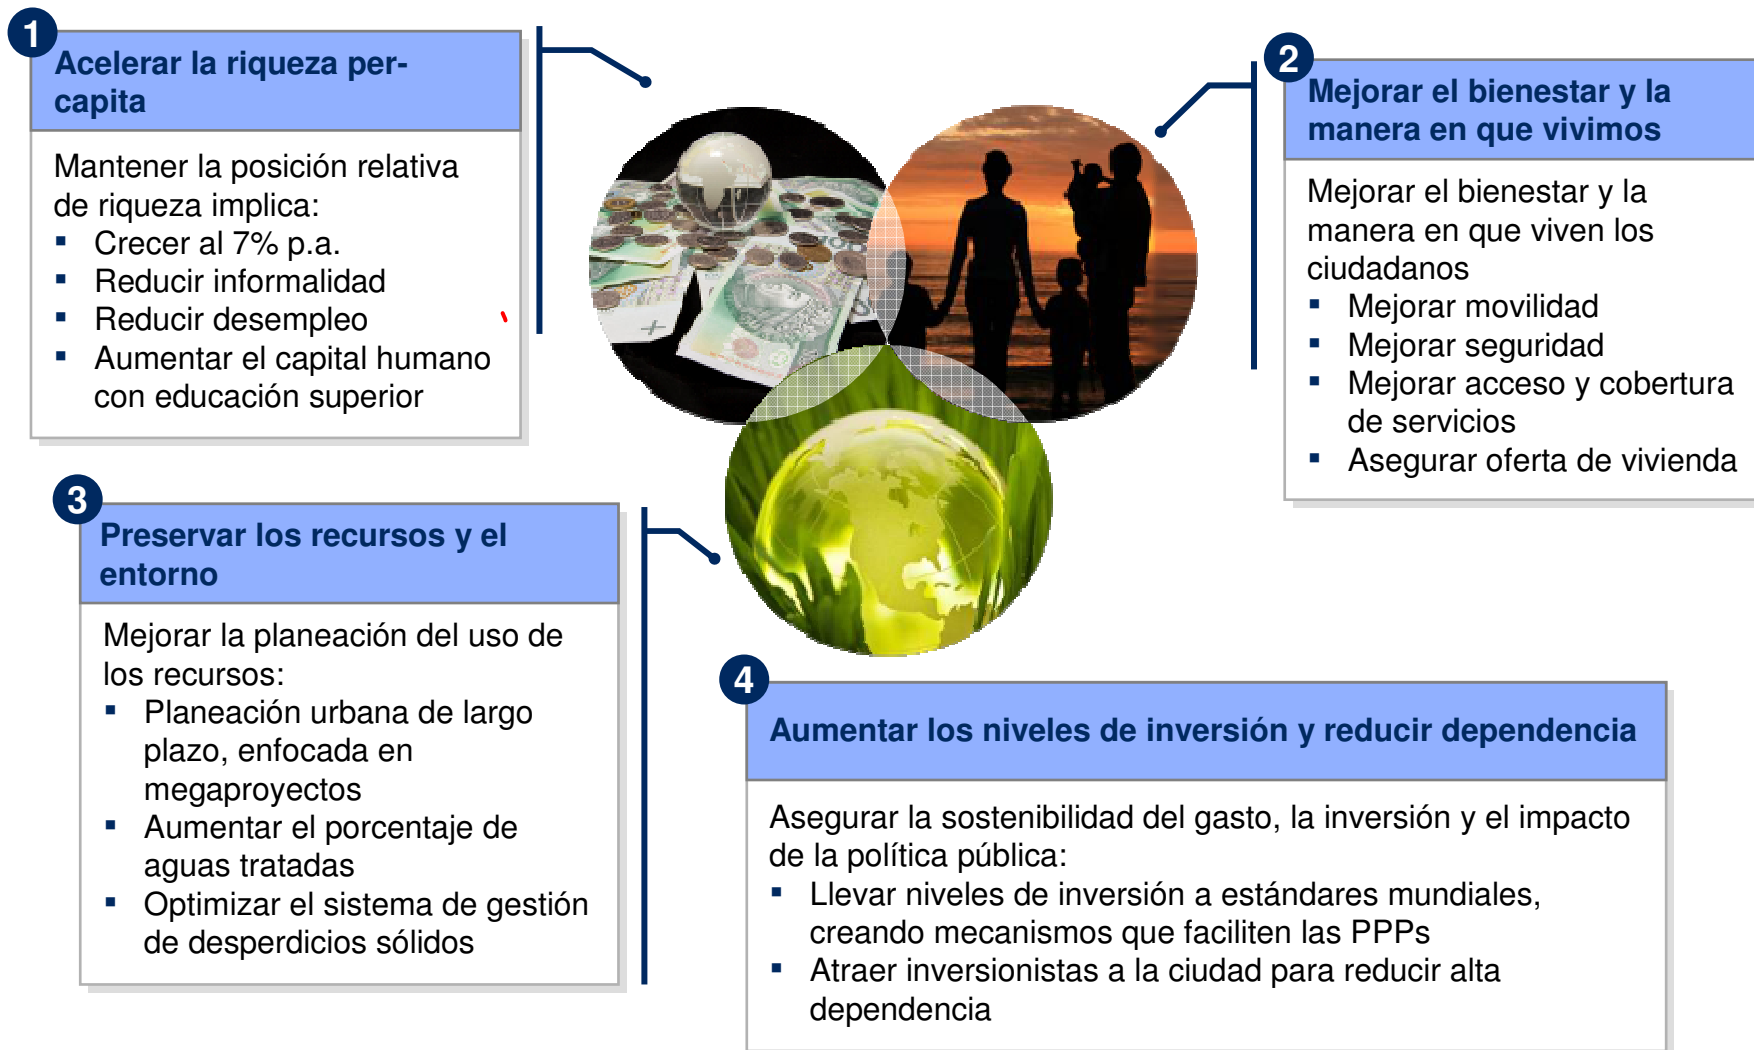 1
Acelerar la riqueza per-
capita
Mantener la posición relativa
de riqueza implica:
▪ Crecer al 7% p.a.
▪ Reducir informalidad
▪ Reducir desempleo
▪ Aumentar el capital humano
con educación superior
2
Mejorar el bienestar y la
manera en que vivimos
Mejorar el bienestar y la
manera en que viven los
ciudadanos
▪ Mejorar movilidad
▪ Mejorar seguridad
▪ Mejorar acceso y cobertura
de servicios
▪ Asegurar oferta de vivienda
3
Preservar los recursos y el
entorno
Mejorar la planeación del uso de
los recursos:
▪ Planeación urbana de largo
plazo, enfocada en
megaproyectos
▪ Aumentar el porcentaje de
aguas tratadas
▪ Optimizar el sistema de gestión
de desperdicios sólidos
4
Aumentar los niveles de inversión y reducir dependencia
Asegurar la sostenibilidad del gasto, la inversión y el impacto
de la política pública:
▪ Llevar niveles de inversión a estándares mundiales,
creando mecanismos que faciliten las PPPs
▪ Atraer inversionistas a la ciudad para reducir alta
dependencia